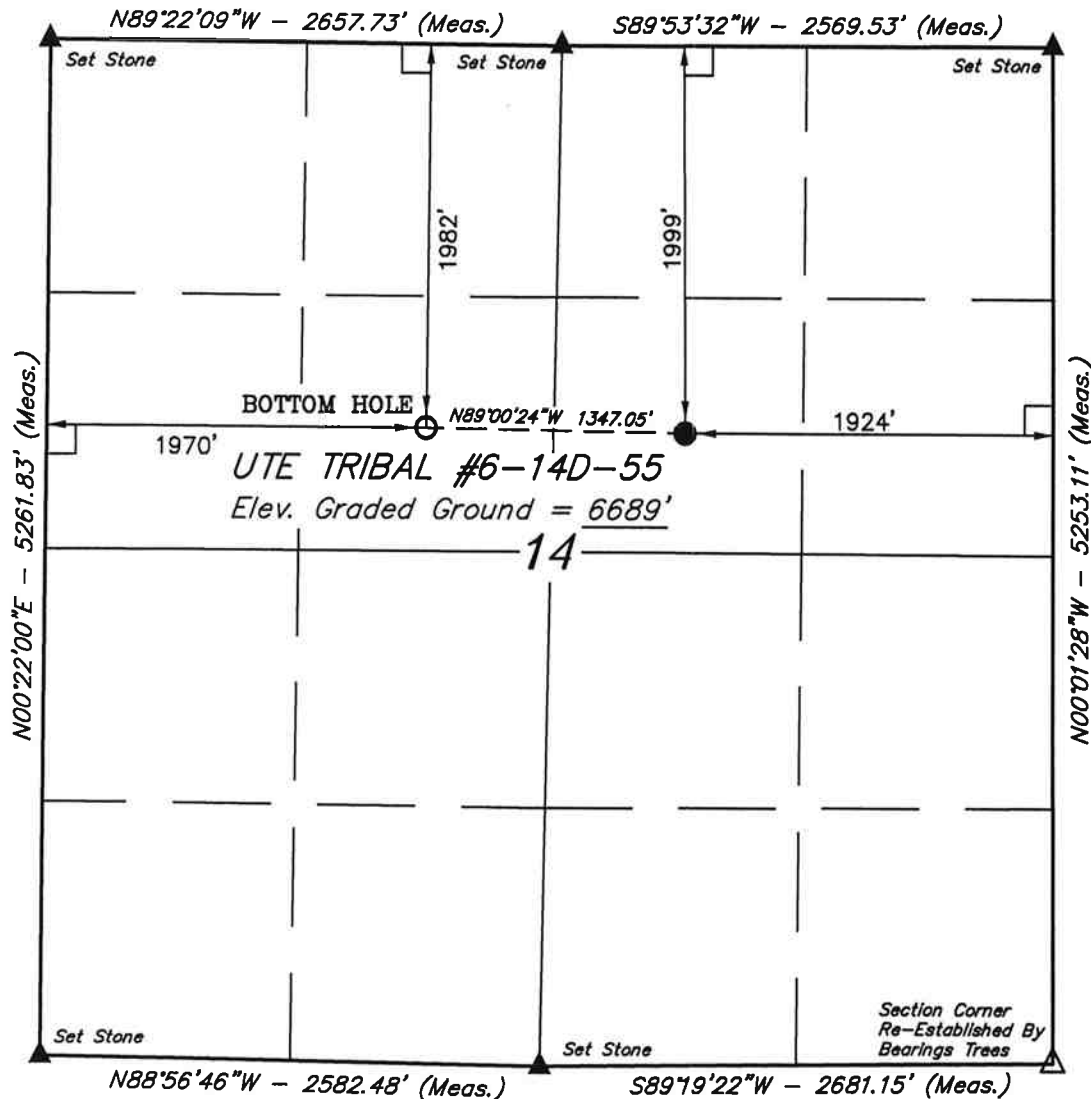 N89°22'09"W - 2657.73' (Meas.)
S89°53'32"W - 2569.53' (Meas.)
Set Stone
Set Stone
Set Stone
1982'
1999'
N00°22'00"E - 5261.83' (Meas.)
N00°01'28"W - 5253.11' (Meas.)
BOTTOM HOLE
N89°00'24"W 1347.05'
1970'
1924'
UTE TRIBAL #6-14D-55
Elev. Graded Ground = 6689'
14
Set Stone
Set Stone
Section Corner
Re-Established By
Bearings Trees
N88°56'46"W - 2582.48' (Meas.)
S89°19'22"W - 2681.15' (Meas.)